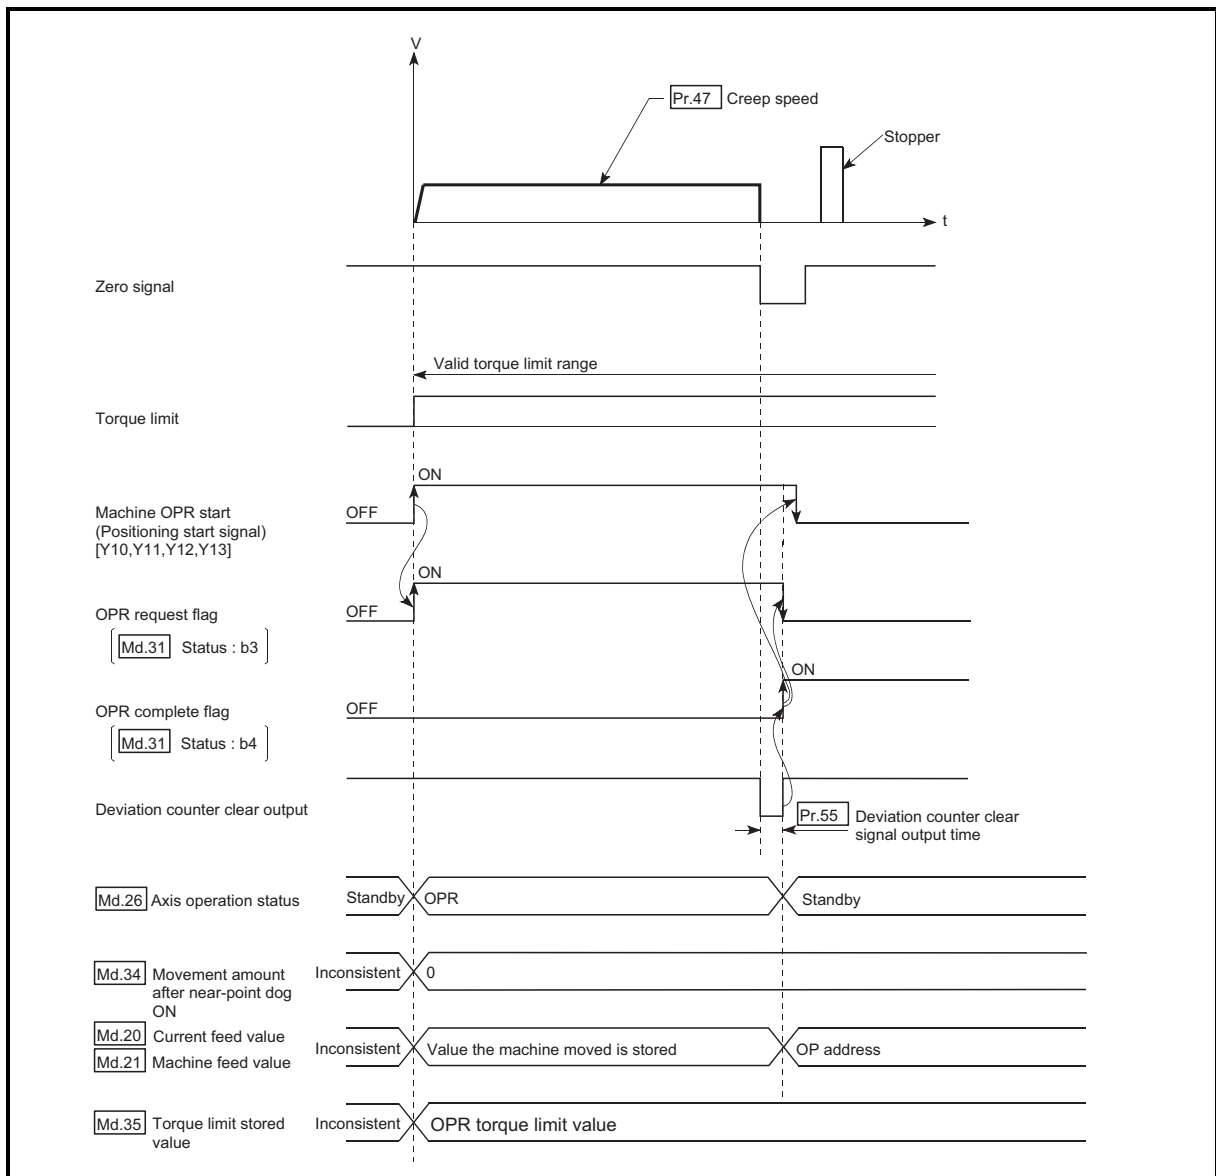 V
Pr.47 Creep speed
Stopper
t
Zero signal
Valid torque limit range
Torque limit
ON
Machine OPR start
(Positioning start signal)
[Y10,Y11,Y12,Y13]
OFF
ON
OPR request flag
OFF
Md.31 Status : b3
ON
OPR complete flag
OFF
Md.31 Status : b4
Deviation counter clear output
Pr.55 Deviation counter clear
signal output time
Md.26 Axis operation status
Standby
OPR
Standby
Md.34 Movement amount
after near-point dog
ON
Inconsistent
0
Md.20 Current feed value
Md.21 Machine feed value
Inconsistent
Value the machine moved is stored
OP address
Md.35 Torque limit stored
value
Inconsistent
OPR torque limit value